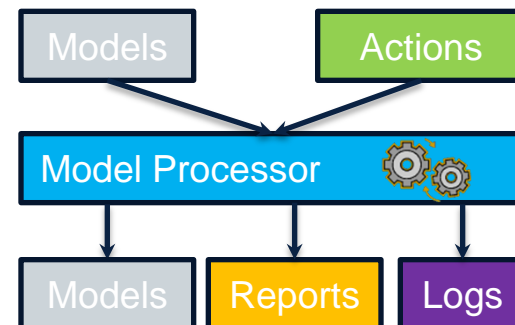 Models
Actions
Model Processor
Models
Reports
Logs